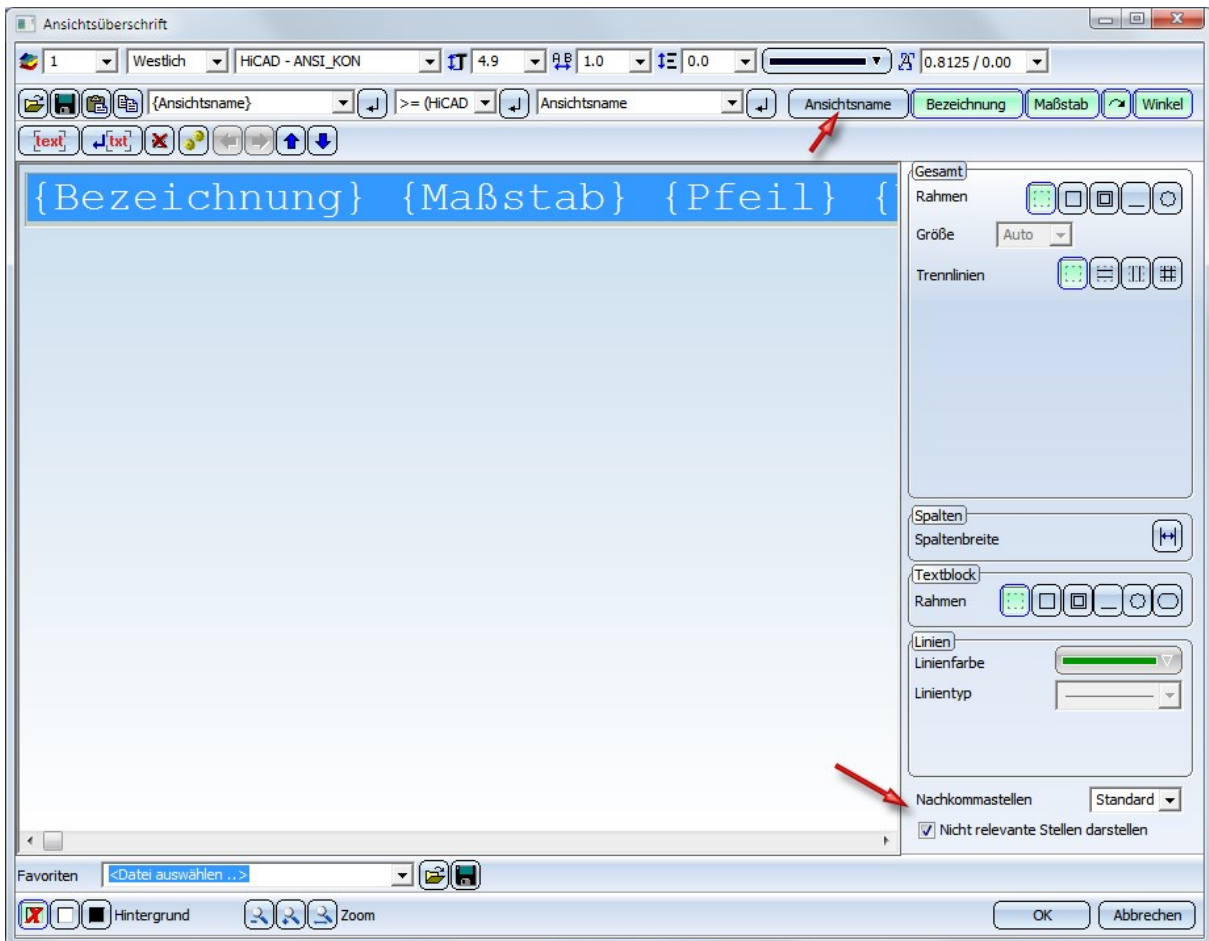 Ansichtsüberschrift
1 Westlich HiCAD - ANSI_KON 4.9 1.0 0.0 0.8125 / 0.00
{Ansichtsname} >= (HiCAD Ansichtsname Ansichtsname Bezeichnung Maßstab Winkel
[text] [txt]
{Bezeichnung} {Maßstab} {Pfeil} {
Gesamt
Rahmen
Größe Auto
Trennlinien
Spalten
Spaltenbreite
Textblock
Rahmen
Linien
Linienfarbe
Linientyp
Nachkommastellen Standard
Nicht relevante Stellen darstellen
Favoriten <Datei auswählen ..>
Hintergrund Zoom OK Abbrechen